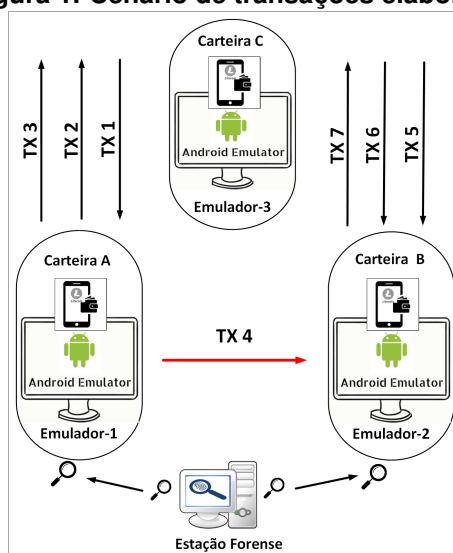 Carteira C
Android Emulator
Emulador-3
TX 3
TX 2
TX 1
TX 7
TX 6
TX 5
Carteira A
Android Emulator
Emulador-1
TX 4
Carteira B
Android Emulator
Emulador-2
Estação Forense